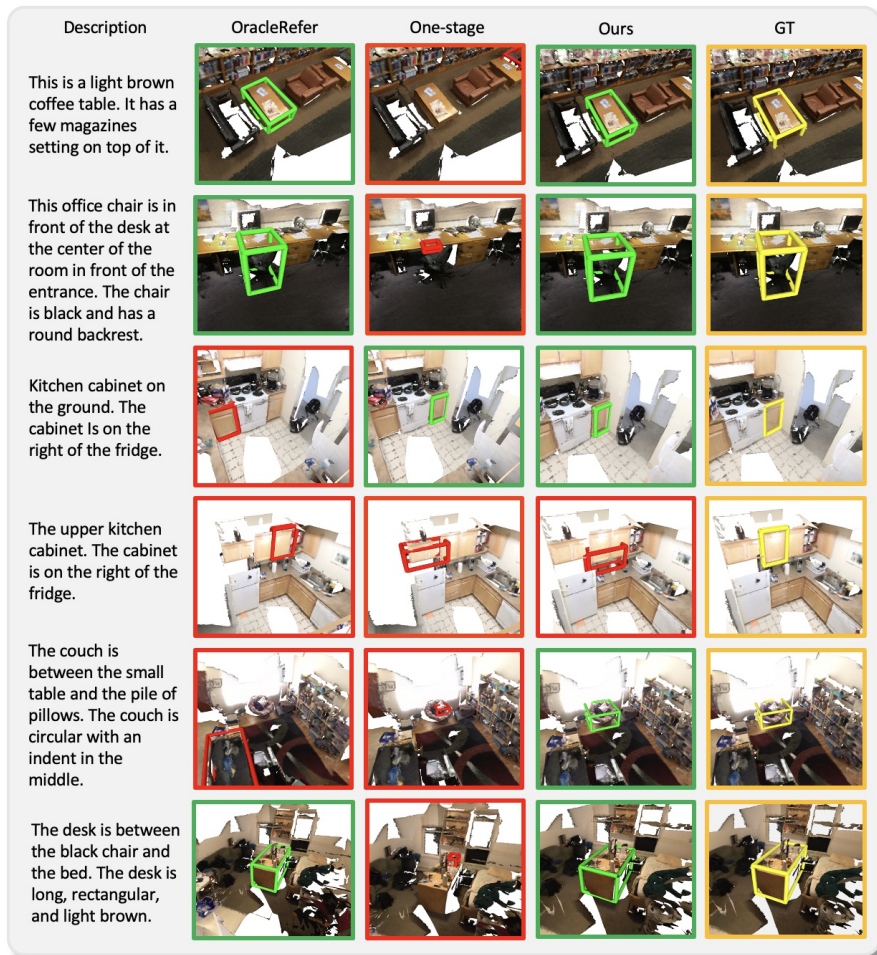 Description
OracleRefer
One-stage
Ours
GT
This is a light brown
coffee table. It has a
few magazines
setting on top of it.
This office chair is in
front of the desk at
the center of the
room in front of the
entrance. The chair
is black and has a
round backrest.
Kitchen cabinet on
the ground. The
cabinet Is on the
right of the fridge.
The upper kitchen
cabinet. The cabinet
is on the right of the
fridge.
The couch is
between the small
table and the pile of
pillows. The couch is
circular with an
indent in the
middle.
The desk is between
the black chair and
the bed. The desk is
long, rectangular,
and light brown.